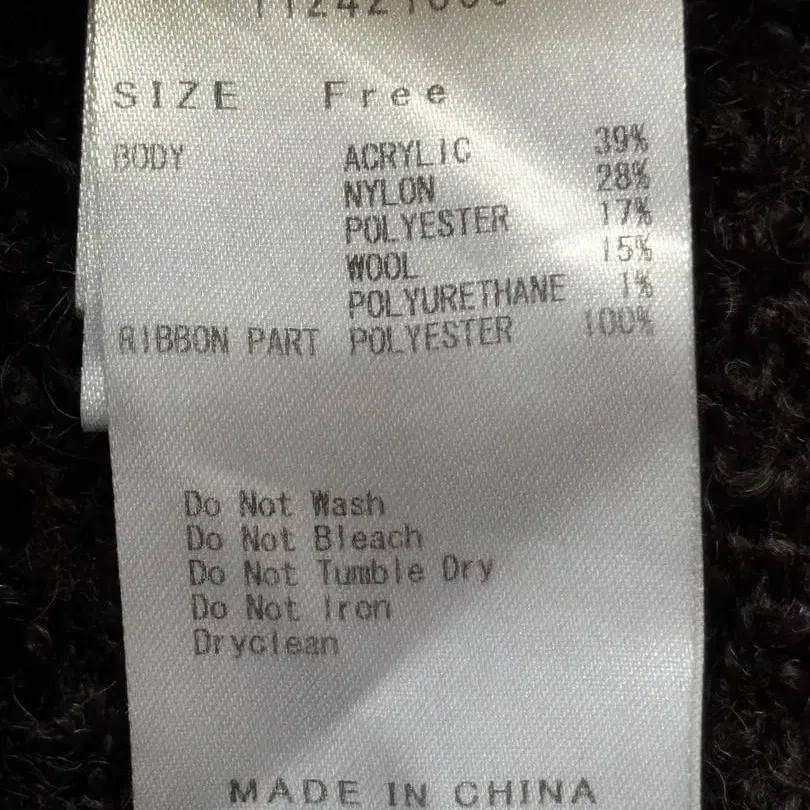 SIZE Free
BODY ACRYLIC 39%
NYLON 28%
POLYESTER 17%
WOOL 15%
POLYURETHANE 1%
RIBBON PART POLYESTER 100%
Do Not Wash
Do Not Bleach
Do Not Tumble Dry
Do Not Iron
Dryclean
MADE IN CHINA